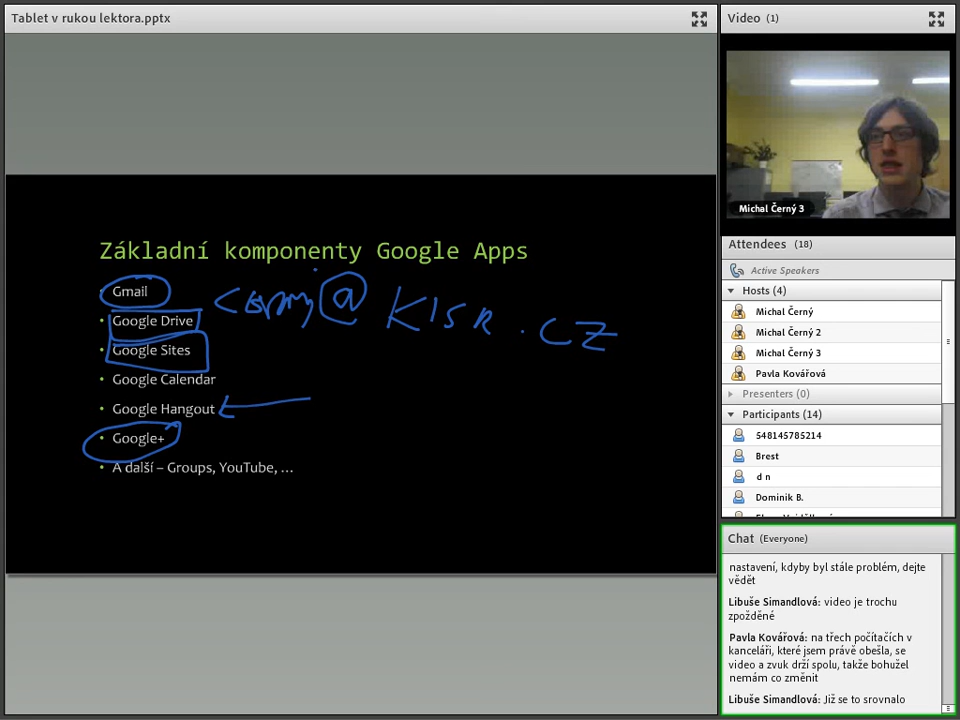 Tablet v rukou lektora.pptx
Základní komponenty Google Apps
• Gmail
cerny@kisk.cz
• Google Drive
• Google Sites
• Google Calendar
• Google Hangout
• Google+
• A další – Groups, YouTube, ...
Video (1)
Michal Černý 3
Attendees (18)
Active Speakers
Hosts (4)
Michal Černý
Michal Černý 2
Michal Černý 3
Pavla Kovářová
Presenters (0)
Participants (14)
548145785214
Brest
d n
Dominik B.
Chat (Everyone)
nastavení, kdyby byl stále problém, dejte
vědět
Libuše Simandlová: video je trochu
zpožděné
Pavla Kovářová: na třech počítačích v
kanceláři, které jsem právě obešla, se
video a zvuk drží spolu, takže bohužel
nemám co změnit
Libuše Simandlová: Již se to srovnalo